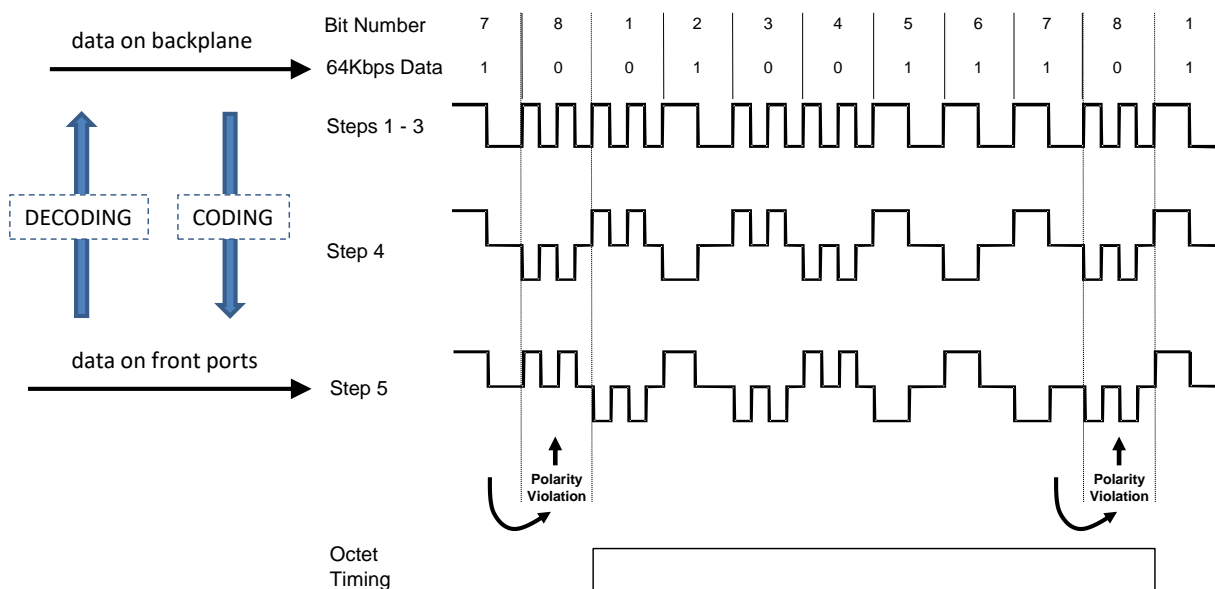 data on backplane
Bit Number 7 8 1 2 3 4 5 6 7 8 1
64Kbps Data 1 0 0 1 0 0 1 1 1 0 1
Steps 1 - 3
DECODING
CODING
Step 4
data on front ports
Step 5
Polarity
Violation
Polarity
Violation
Octet
Timing